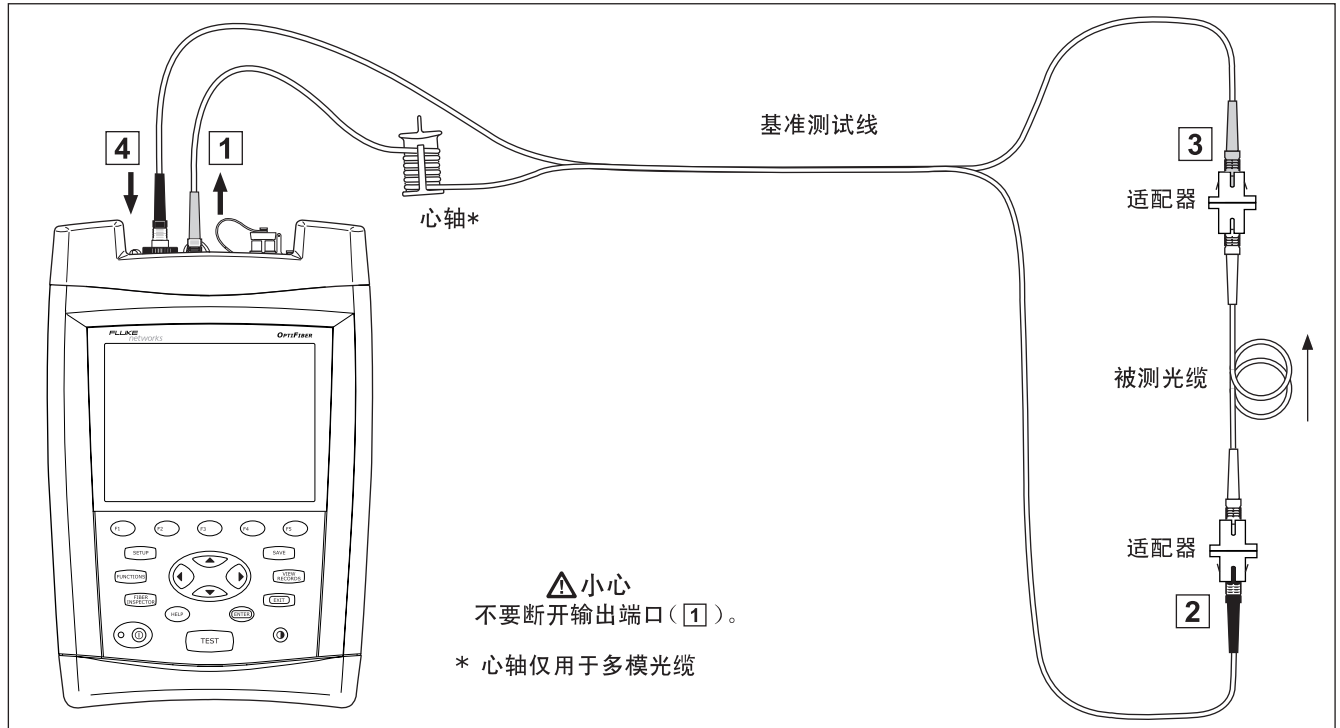 4
1
基准测试线
3
适配器
心轴*
FLUKE
networks
OPTIFIBER
被测光缆
F1
F2
F3
F4
F5
SETUP
SAVE
FUNCTIONS
VIEW
RECORDS
FIBER
INSPECTOR
EXIT
HELP
ENTER
TEST
适配器
2
小心
不要断开输出端口(1)。
* 心轴仅用于多模光缆